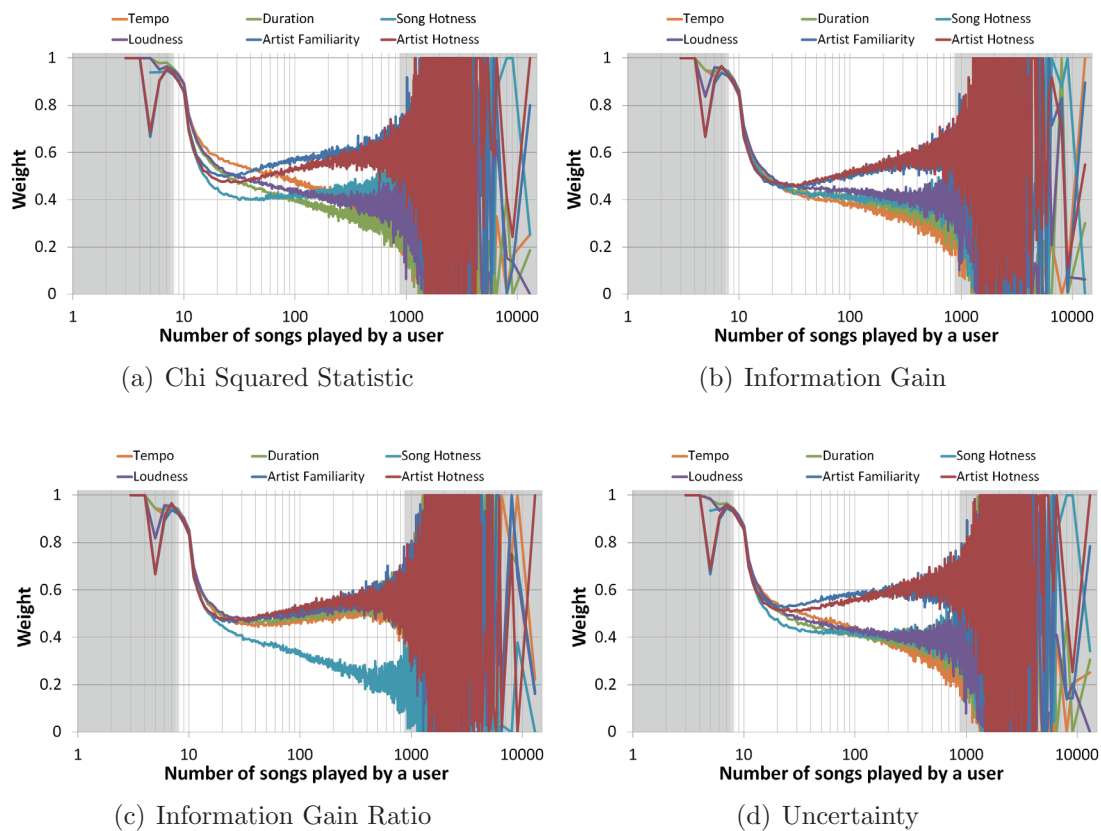 Tempo Duration Song Hotness
Loudness Artist Familiarity Artist Hotness
Weight
1
0.8
0.6
0.4
0.2
0
1 10 100 1000 10000
Number of songs played by a user
(a) Chi Squared Statistic
Tempo Duration Song Hotness
Loudness Artist Familiarity Artist Hotness
Weight
1
0.8
0.6
0.4
0.2
0
1 10 100 1000 10000
Number of songs played by a user
(b) Information Gain
Tempo Duration Song Hotness
Loudness Artist Familiarity Artist Hotness
Weight
1
0.8
0.6
0.4
0.2
0
1 10 100 1000 10000
Number of songs played by a user
(c) Information Gain Ratio
Tempo Duration Song Hotness
Loudness Artist Familiarity Artist Hotness
Weight
1
0.8
0.6
0.4
0.2
0
1 10 100 1000 10000
Number of songs played by a user
(d) Uncertainty